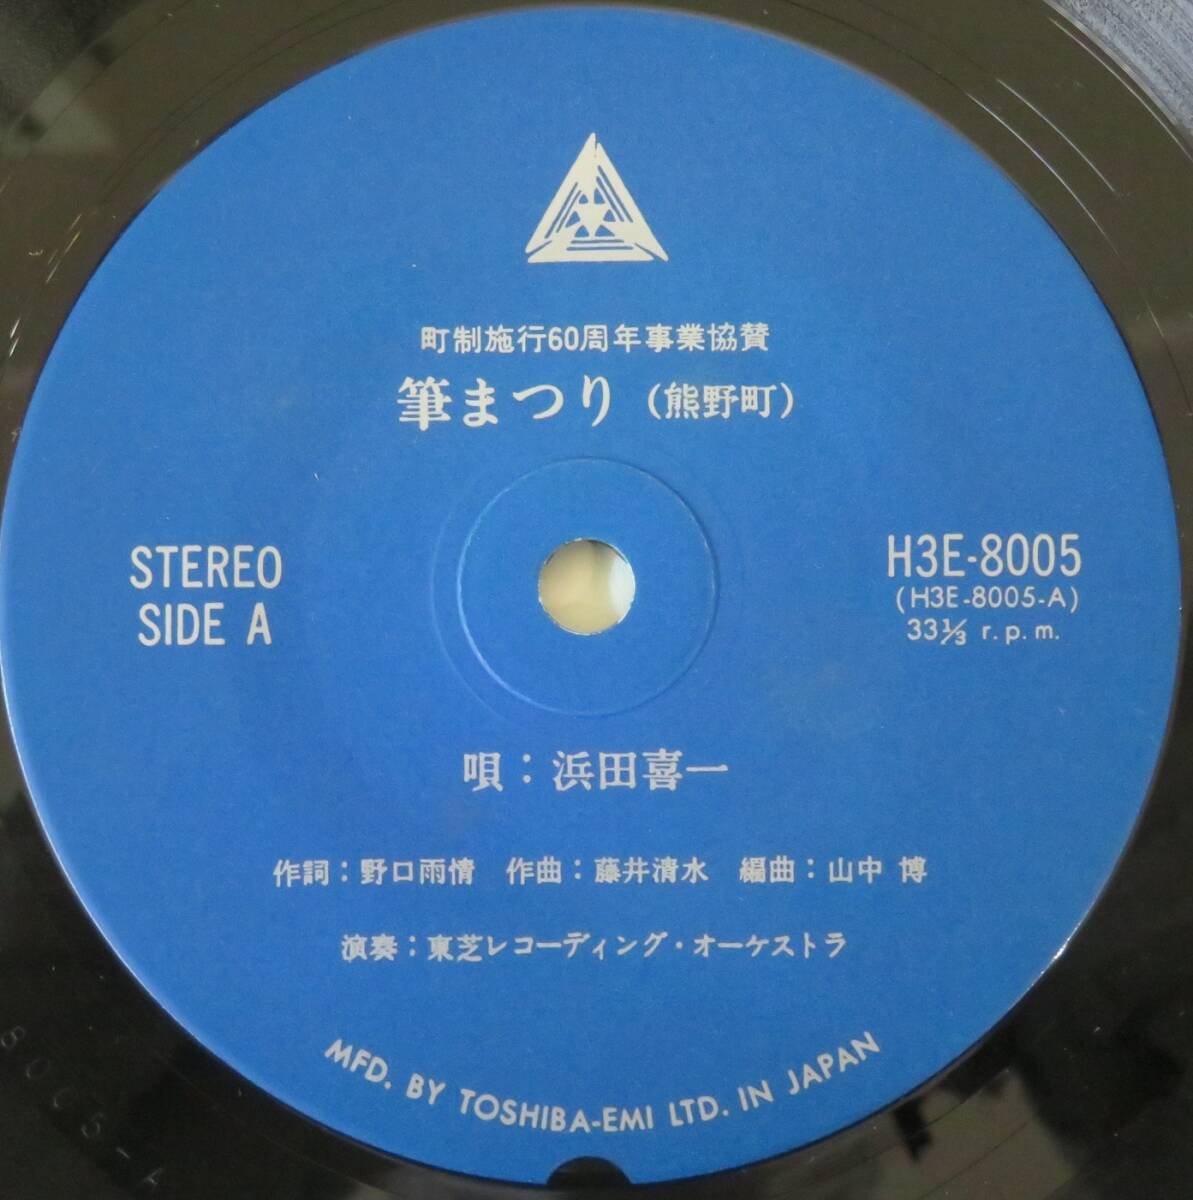 町制施行60周年事業協賛
筆まつり（熊野町）
STEREO
SIDE A
H3E-8005
(H3E-8005-A)
33⅓ r.p.m.
唄：浜田喜一
作詞：野口雨情 作曲：藤井清水 編曲：山中 博
演奏：東芝レコーディング・オーケストラ
MFD. BY TOSHIBA-EMI LTD. IN JAPAN